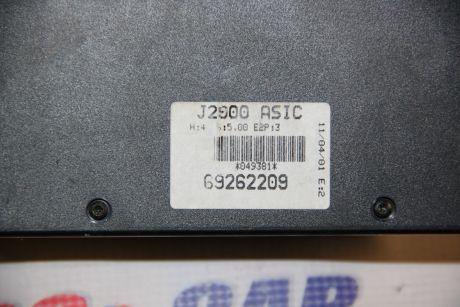 J2000 ASIC
H:4 S:5.00 E2P:3
*049381*
69262209
11/04/01 E:2